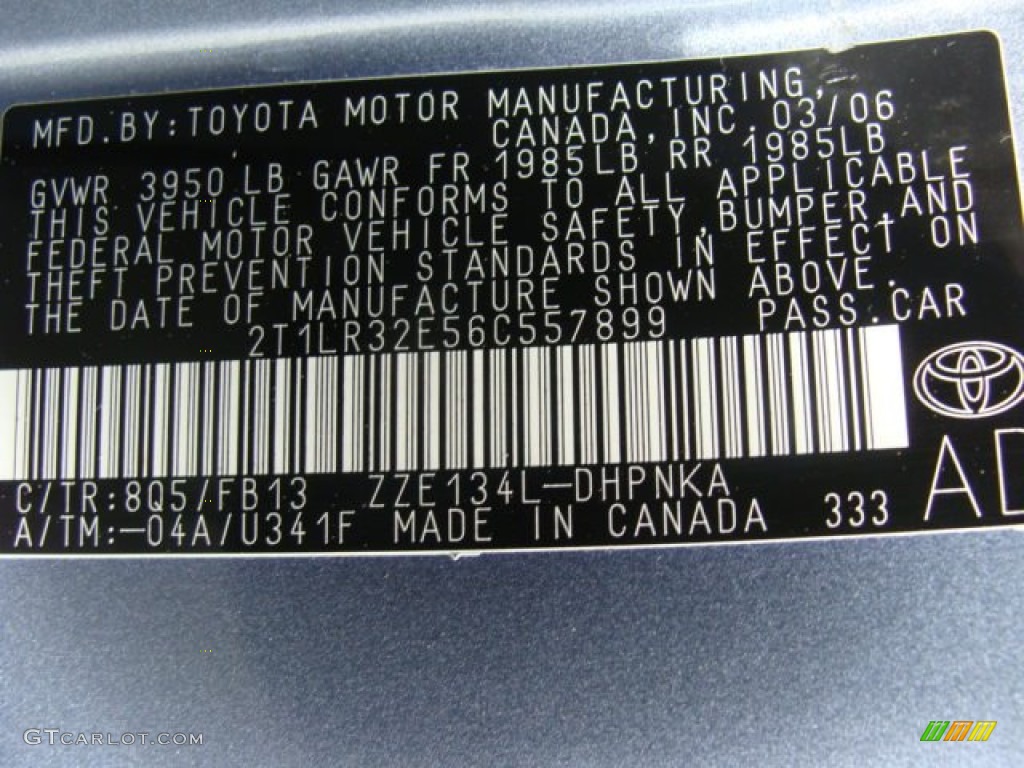 MFD.BY:TOYOTA MOTOR MANUFACTURING,
CANADA,INC. 03/06
GVWR 3950 LB GAWR FR 1985LB RR 1985LB
THIS VEHICLE CONFORMS TO ALL APPLICABLE
FEDERAL MOTOR VEHICLE SAFETY,BUMPER,AND
THEFT PREVENTION STANDARDS IN EFFECT ON
THE DATE OF MANUFACTURE SHOWN ABOVE.
2T1LR32E56C557899 PASS.CAR
C/TR:8Q5/FB13 ZZE134L-DHPNKA
A/TM:-04A/U341F MADE IN CANADA 333
AD
GTCARLOT.COM